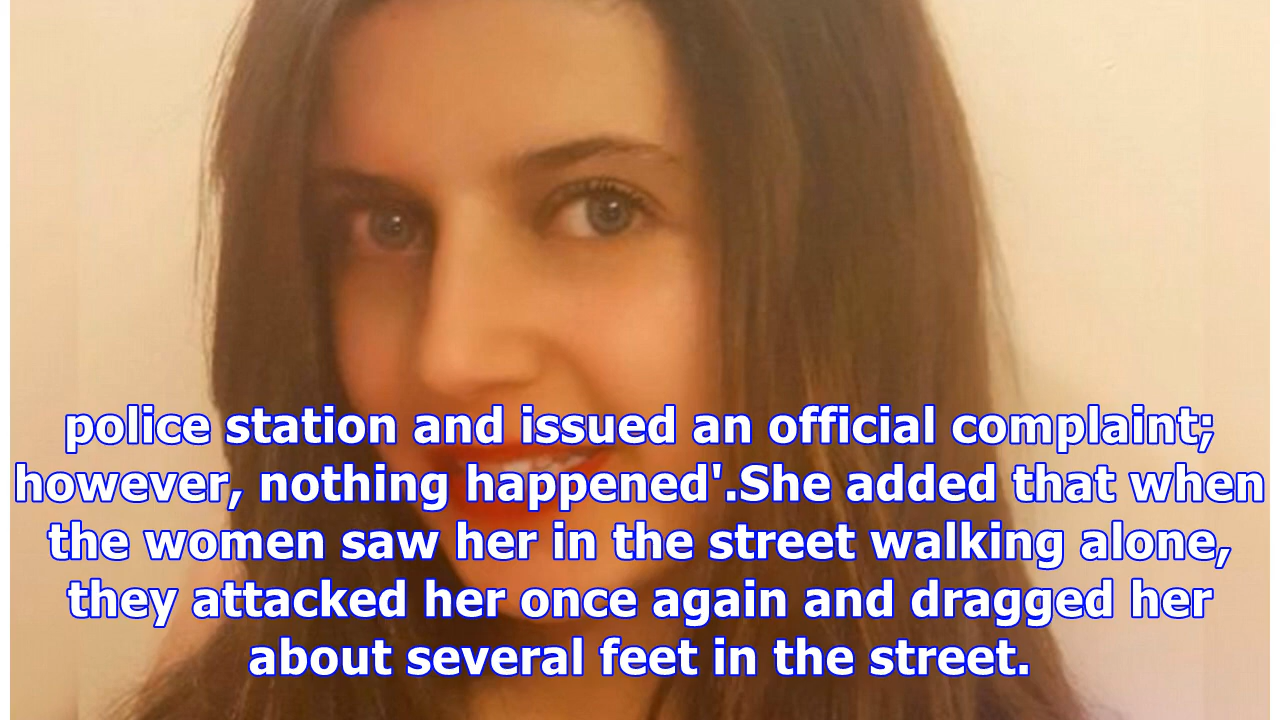 police station and issued an official complaint;
however, nothing happened'.She added that when
the women saw her in the street walking alone,
they attacked her once again and dragged her
about several feet in the street.